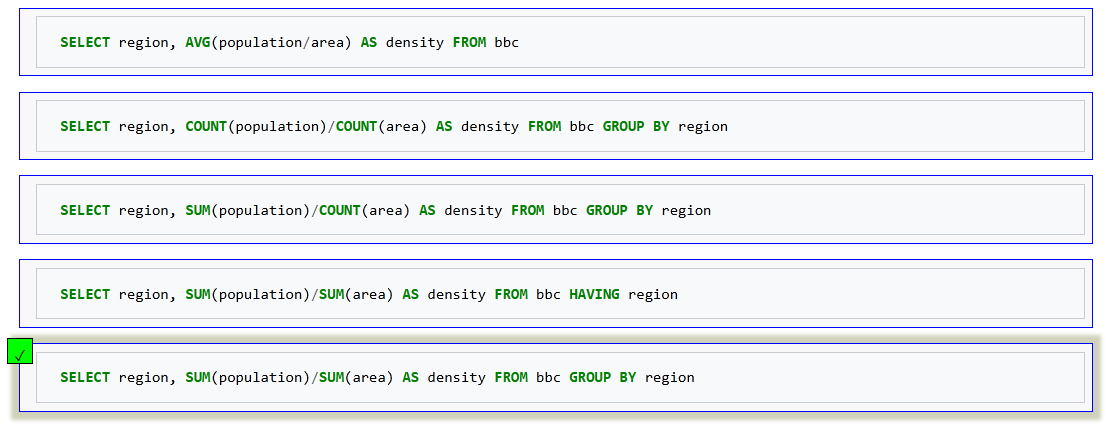 SELECT region, AVG(population/area) AS density FROM bbc
SELECT region, COUNT(population)/COUNT(area) AS density FROM bbc GROUP BY region
SELECT region, SUM(population)/COUNT(area) AS density FROM bbc GROUP BY region
SELECT region, SUM(population)/SUM(area) AS density FROM bbc HAVING region
✓
SELECT region, SUM(population)/SUM(area) AS density FROM bbc GROUP BY region